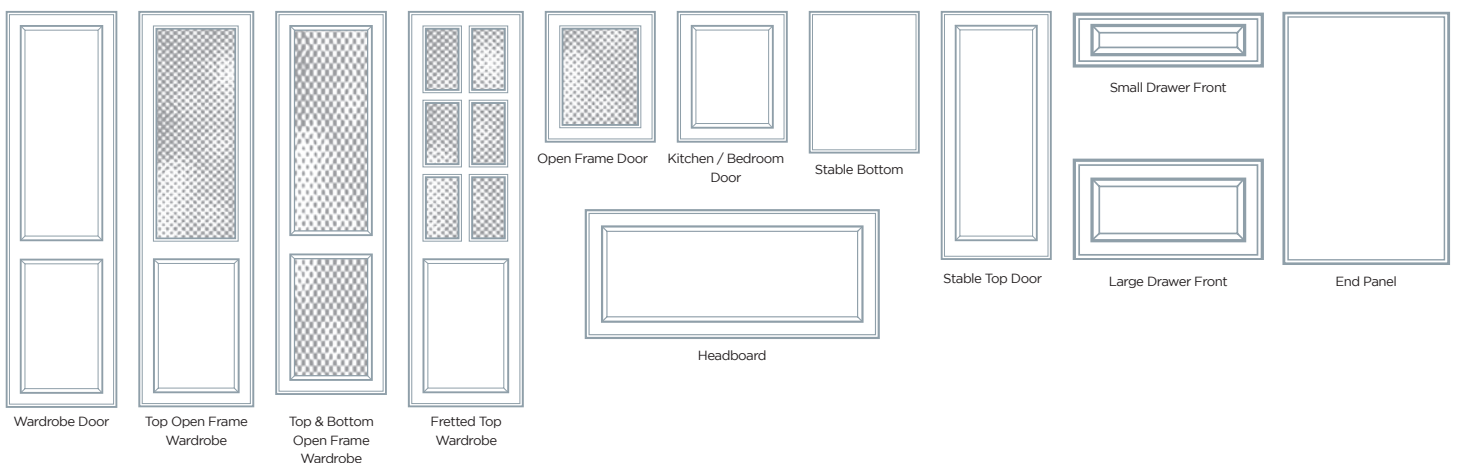 Wardrobe Door
Top Open Frame
Wardrobe
Top & Bottom
Open Frame
Wardrobe
Fretted Top
Wardrobe
Open Frame Door
Kitchen / Bedroom
Door
Stable Bottom
Headboard
Stable Top Door
Small Drawer Front
Large Drawer Front
End Panel